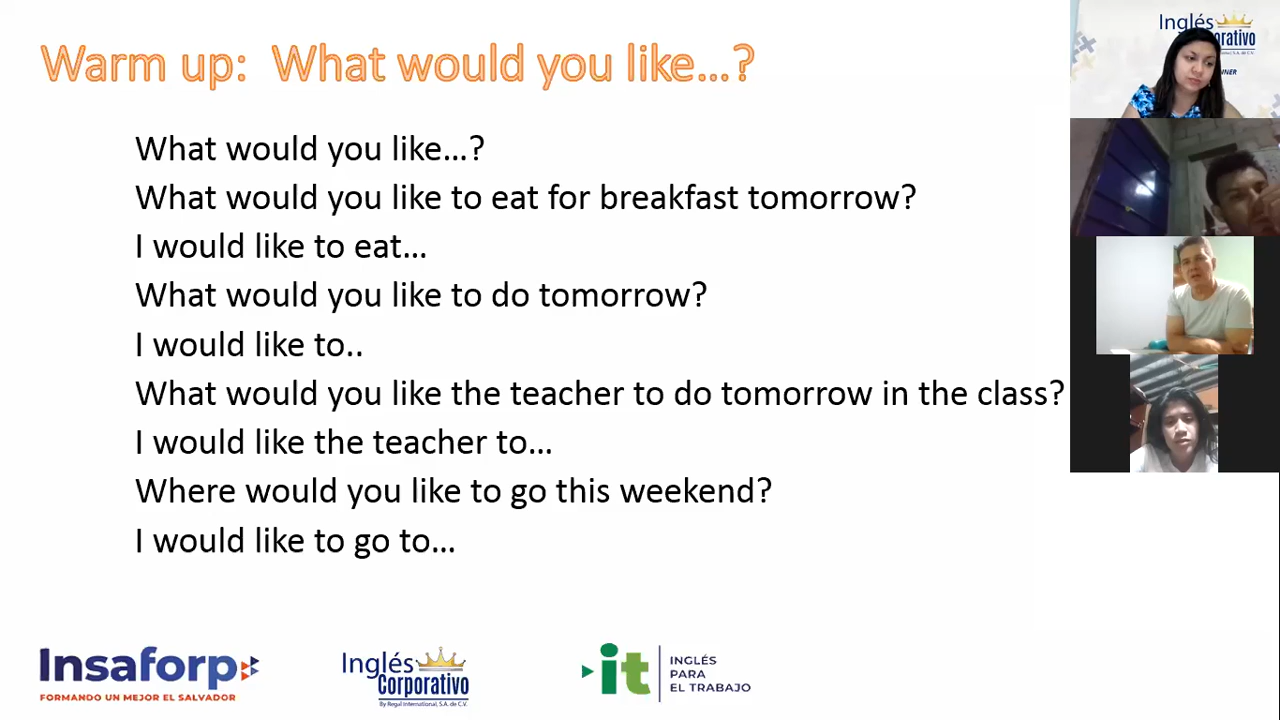 Warm up: What would you like…?
What would you like…?
What would you like to eat for breakfast tomorrow?
I would like to eat…
What would you like to do tomorrow?
I would like to..
What would you like the teacher to do tomorrow in the class?
I would like the teacher to…
Where would you like to go this weekend?
I would like to go to…
Insaforp
FORMANDO UN MEJOR EL SALVADOR
Inglés
Corporativo
By Regal International, S.A. de C.V.
it
INGLÉS
PARA
EL TRABAJO
Inglés